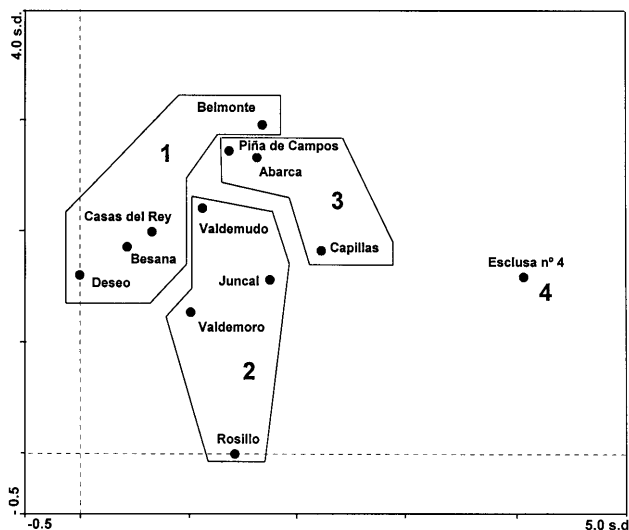 4.0 s.d.
Belmonte
1
Piña de Campos
Abarca
3
Casas del Rey
Valdemudo
Besana
Capillas
Esclusa nº 4
Deseo
Juncal
4
Valdemoro
2
Rosillo
-0.5
-0.5
5.0 s.d.